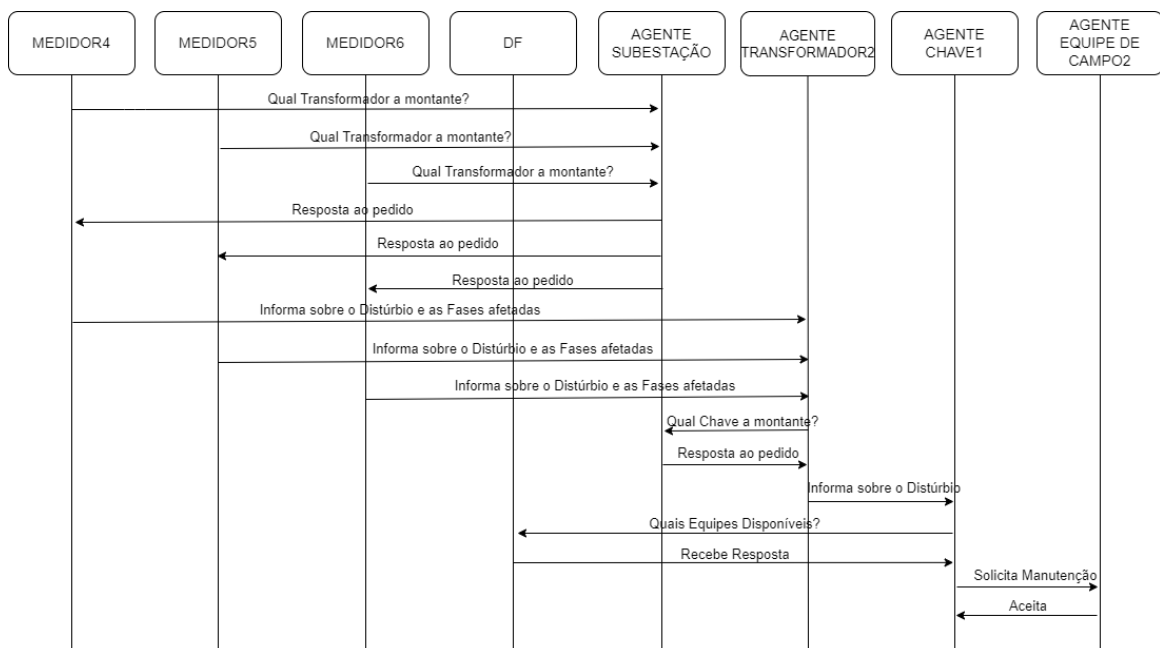 MEDIDOR4
MEDIDOR5
MEDIDOR6
DF
AGENTE
SUBESTAÇÃO
AGENTE
TRANSFORMADOR2
AGENTE
CHAVE1
AGENTE
EQUIPE DE
CAMPO2
Qual Transformador a montante?
Qual Transformador a montante?
Qual Transformador a montante?
Resposta ao pedido
Resposta ao pedido
Resposta ao pedido
Informa sobre o Distúrbio e as Fases afetadas
Informa sobre o Distúrbio e as Fases afetadas
Informa sobre o Distúrbio e as Fases afetadas
Qual Chave a montante?
Resposta ao pedido
Informa sobre o Distúrbio
Quais Equipes Disponíveis?
Recebe Resposta
Solicita Manutenção
Aceita